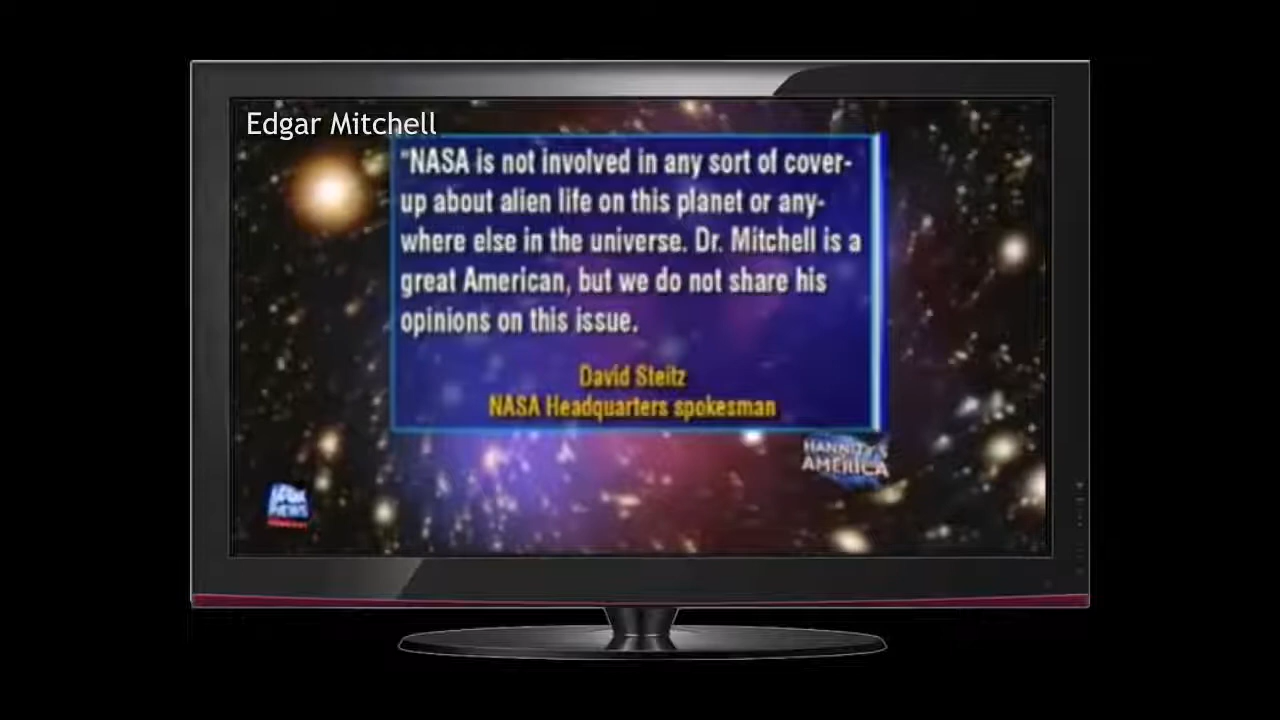 Edgar Mitchell
"NASA is not involved in any sort of cover-
up about alien life on this planet or any-
where else in the universe. Dr. Mitchell is a
great American, but we do not share his
opinions on this issue.
David Steitz
NASA Headquarters spokesman
HANNITY'S
AMERICA
FOX
NEWS